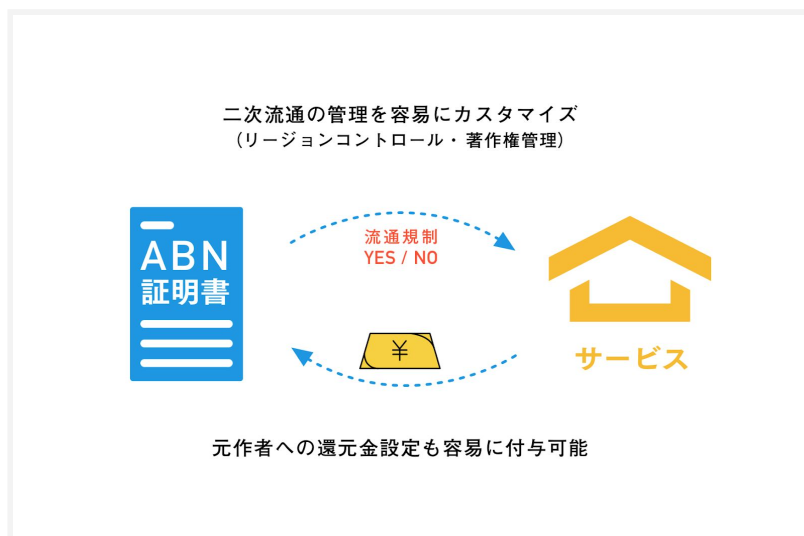 二次流通の管理を容易にカスタマイズ
（リージョンコントロール・著作権管理）
ABN
証明書
流通規制
YES / NO
¥
サービス
元作者への還元金設定も容易に付与可能